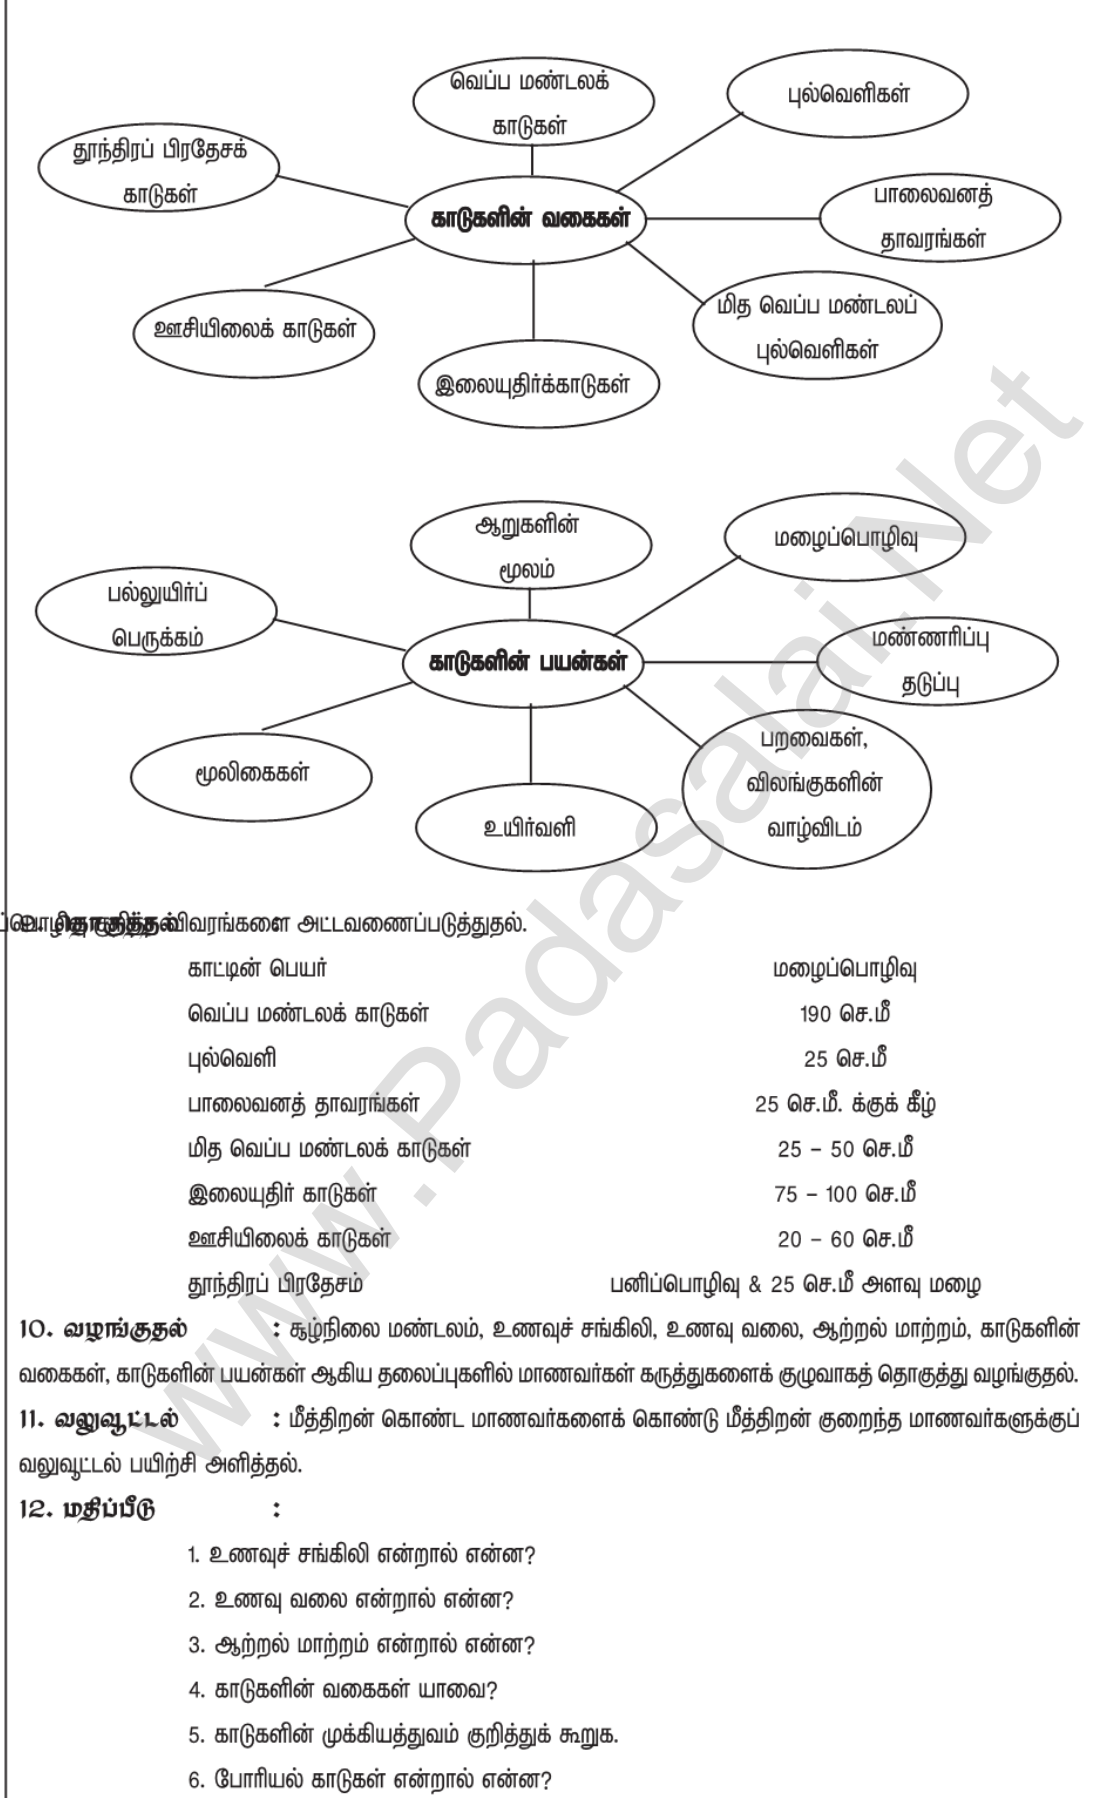 வெப்ப மண்டலக்
காடுகள்
புல்வெளிகள்
தூந்திரப் பிரதேசக்
காடுகள்
காடுகளின் வகைகள்
பாலைவனத்
தாவரங்கள்
ஊசியிலைக் காடுகள்
மித வெப்ப மண்டலப்
புல்வெளிகள்
இலையுதிர்க்காடுகள்
ஆறுகளின்
மூலம்
மழைப்பொழிவு
பல்லுயிர்ப்
பெருக்கம்
காடுகளின் பயன்கள்
மண்ணரிப்பு
தடுப்பு
மூலிகைகள்
பறவைகள்,
விலங்குகளின்
வாழ்விடம்
உயிர்வளி
விவரங்களை அட்டவணைப்படுத்துதல்.
காட்டின் பெயர் மழைப்பொழிவு
வெப்ப மண்டலக் காடுகள் 190 செ.மீ
புல்வெளி 25 செ.மீ
பாலைவனத் தாவரங்கள் 25 செ.மீ. க்குக் கீழ்
மித வெப்ப மண்டலக் காடுகள் 25 – 50 செ.மீ
இலையுதிர் காடுகள் 75 – 100 செ.மீ
ஊசியிலைக் காடுகள் 20 – 60 செ.மீ
தூந்திரப் பிரதேசம் பனிப்பொழிவு & 25 செ.மீ அளவு மழை
10. வழங்குதல் : சூழ்நிலை மண்டலம், உணவுச் சங்கிலி, உணவு வலை, ஆற்றல் மாற்றம், காடுகளின்
வகைகள், காடுகளின் பயன்கள் ஆகிய தலைப்புகளில் மாணவர்கள் கருத்துகளைக் குழுவாகத் தொகுத்து வழங்குதல்.
11. வலுவூட்டல் : மீத்திறன் கொண்ட மாணவர்களைக் கொண்டு மீத்திறன் குறைந்த மாணவர்களுக்குப்
வலுவூட்டல் பயிற்சி அளித்தல்.
12. மதிப்பீடு :
1. உணவுச் சங்கிலி என்றால் என்ன?
2. உணவு வலை என்றால் என்ன?
3. ஆற்றல் மாற்றம் என்றால் என்ன?
4. காடுகளின் வகைகள் யாவை?
5. காடுகளின் முக்கியத்துவம் குறித்துக் கூறுக.
6. போரியல் காடுகள் என்றால் என்ன?
www.Padasalai.Net